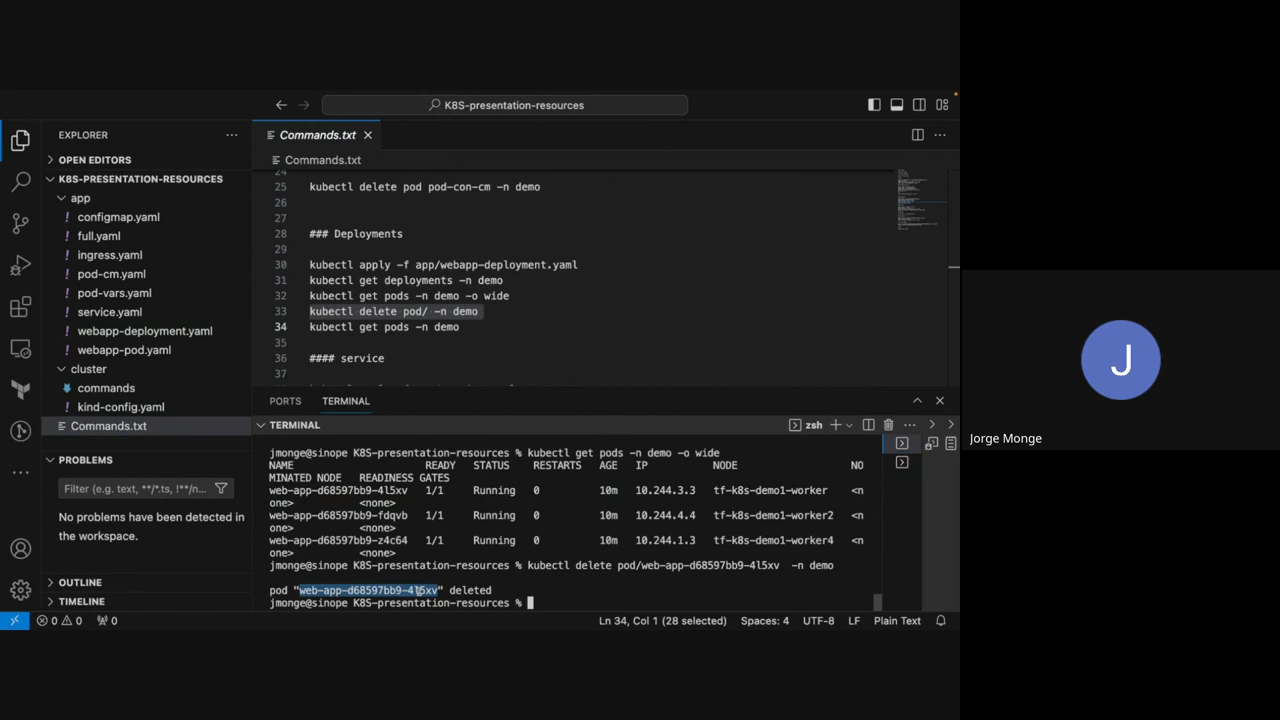 K8S-presentation-resources
EXPLORER
OPEN EDITORS
K8S-PRESENTATION-RESOURCES
app
! configmap.yaml
! full.yaml
! ingress.yaml
! pod-cm.yaml
! pod-vars.yaml
! service.yaml
! webapp-deployment.yaml
! webapp-pod.yaml
cluster
commands
! kind-config.yaml
Commands.txt
PROBLEMS
Filter (e.g. text, **/*.ts, !**/n...
No problems have been detected in
the workspace.
OUTLINE
TIMELINE
Commands.txt
Commands.txt
24
25 kubectl delete pod pod-con-cm -n demo
26
27
28 ### Deployments
29
30 kubectl apply -f app/webapp-deployment.yaml
31 kubectl get deployments -n demo
32 kubectl get pods -n demo -o wide
33 kubectl delete pod/ -n demo
34 kubectl get pods -n demo
35
36 #### service
37
PORTS TERMINAL
TERMINAL
zsh
jmonge@sinope K8S-presentation-resources % kubectl get pods -n demo -o wide
NAME READY STATUS RESTARTS AGE IP NODE NO
MINATED NODE READINESS GATES
web-app-d68597bb9-4l5xv 1/1 Running 0 10m 10.244.3.3 tf-k8s-demo1-worker <n
one> <none>
web-app-d68597bb9-fdqvb 1/1 Running 0 10m 10.244.4.4 tf-k8s-demo1-worker2 <n
one> <none>
web-app-d68597bb9-z4c64 1/1 Running 0 10m 10.244.1.3 tf-k8s-demo1-worker4 <n
one> <none>
jmonge@sinope K8S-presentation-resources % kubectl delete pod/web-app-d68597bb9-4l5xv -n demo
pod "web-app-d68597bb9-4l5xv" deleted
jmonge@sinope K8S-presentation-resources %
0 0 0
Ln 34, Col 1 (28 selected) Spaces: 4 UTF-8 LF Plain Text
J
Jorge Monge